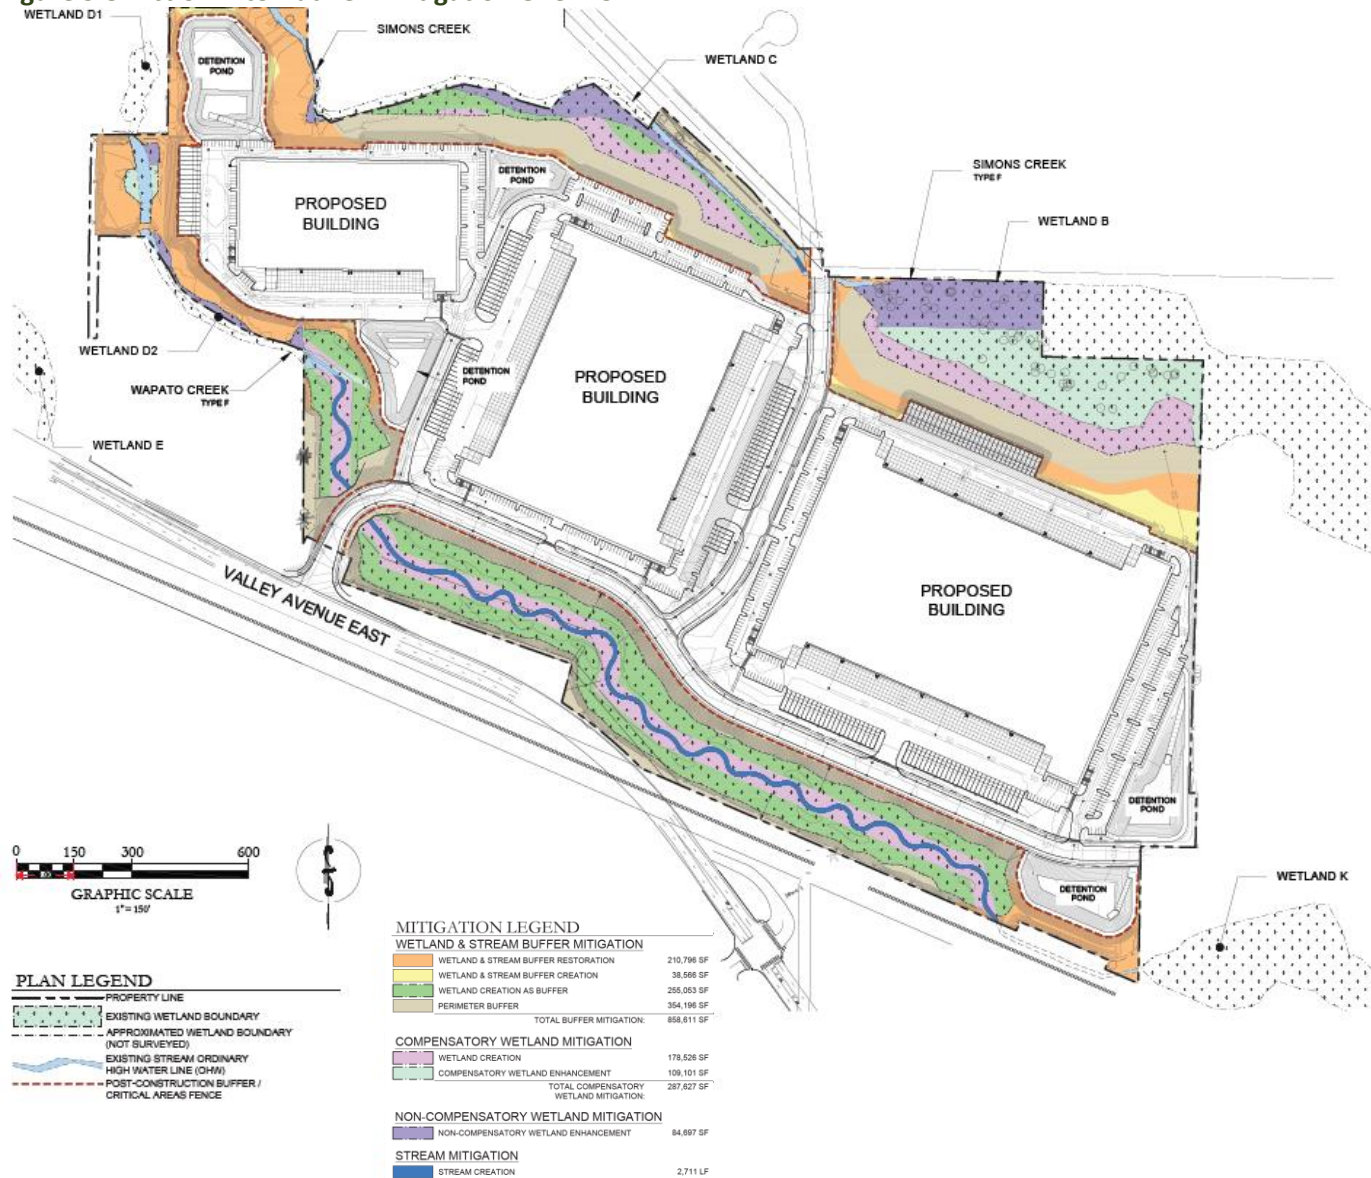 WETLAND D1
SIMONS CREEK
WETLAND C
DETENTION
POND
SIMONS CREEK
TYPE F
WETLAND B
DETENTION
POND
PROPOSED
BUILDING
WETLAND D2
WAPATO CREEK
TYPE F
DETENTION
POND
PROPOSED
BUILDING
WETLAND E
VALLEY AVENUE EAST
PROPOSED
BUILDING
DETENTION
POND
DETENTION
POND
WETLAND K
0 150 300 600
GRAPHIC SCALE
1"= 150'
PLAN LEGEND
PROPERTY LINE
EXISTING WETLAND BOUNDARY
APPROXIMATED WETLAND BOUNDARY
(NOT SURVEYED)
EXISTING STREAM ORDINARY
HIGH WATER LINE (OHW)
POST-CONSTRUCTION BUFFER /
CRITICAL AREAS FENCE
MITIGATION LEGEND
WETLAND & STREAM BUFFER MITIGATION
WETLAND & STREAM BUFFER RESTORATION 210,796 SF
WETLAND & STREAM BUFFER CREATION 38,566 SF
WETLAND CREATION AS BUFFER 255,053 SF
PERIMETER BUFFER 354,196 SF
TOTAL BUFFER MITIGATION: 858,611 SF
COMPENSATORY WETLAND MITIGATION
WETLAND CREATION 178,526 SF
COMPENSATORY WETLAND ENHANCEMENT 109,101 SF
TOTAL COMPENSATORY 287,627 SF
WETLAND MITIGATION:
NON-COMPENSATORY WETLAND MITIGATION
NON-COMPENSATORY WETLAND ENHANCEMENT 84,697 SF
STREAM MITIGATION
STREAM CREATION 2,711 LF